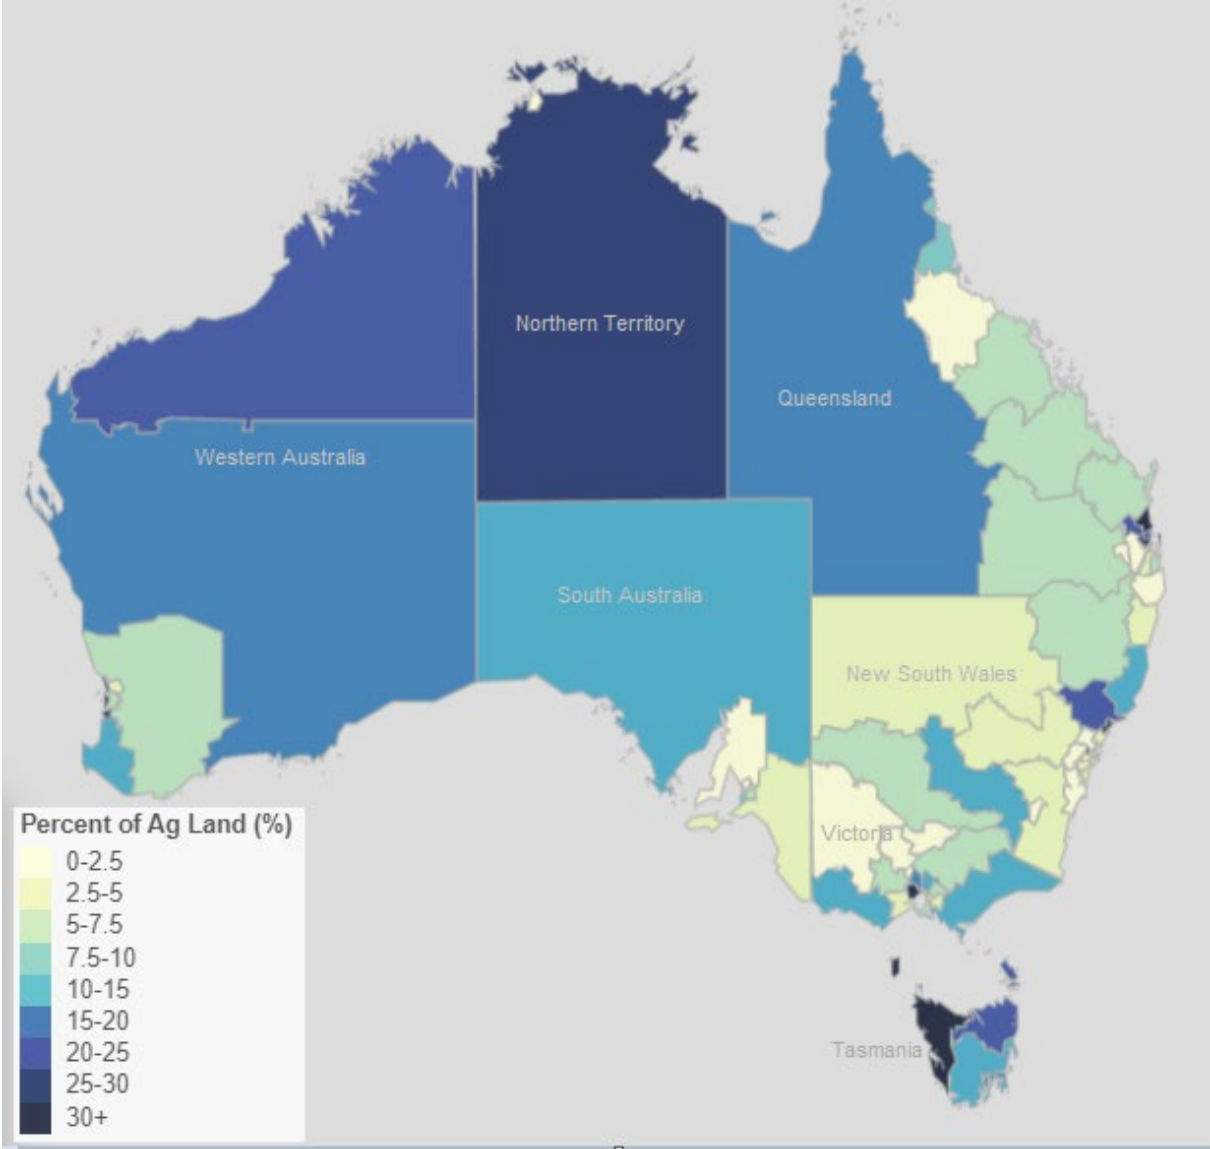 Northern Territory
Queensland
Western Australia
South Australia
New South Wales
Victoria
Tasmania
Percent of Ag Land (%)
0-2.5
2.5-5
5-7.5
7.5-10
10-15
15-20
20-25
25-30
30+